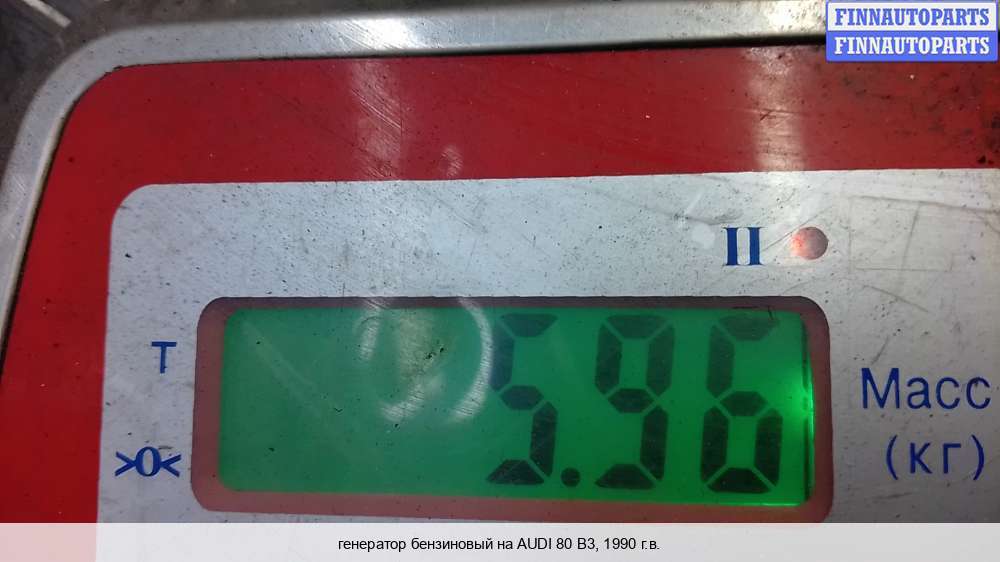 FINNAUTOPARTS
FINNAUTOPARTS
II
T
5.96
Масс
(кг)
>0<
генератор бензиновый на AUDI 80 B3, 1990 г.в.